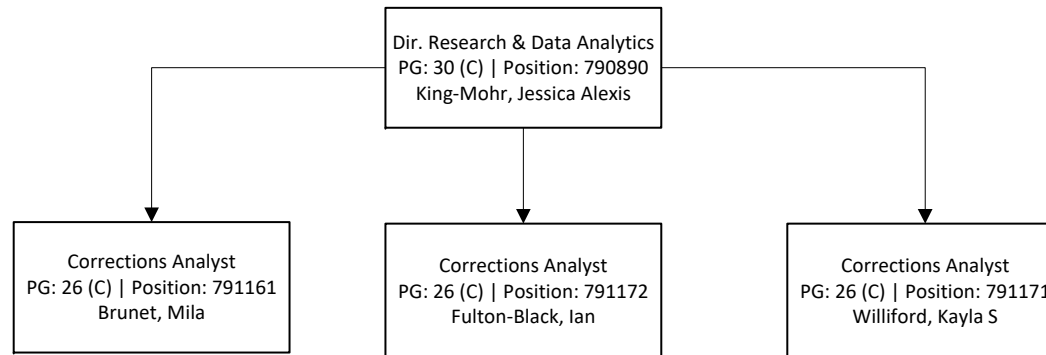 Dir. Research & Data Analytics
PG: 30 (C) | Position: 790890
King-Mohr, Jessica Alexis
Corrections Analyst
PG: 26 (C) | Position: 791161
Brunet, Mila
Corrections Analyst
PG: 26 (C) | Position: 791172
Fulton-Black, Ian
Corrections Analyst
PG: 26 (C) | Position: 791171
Williford, Kayla S